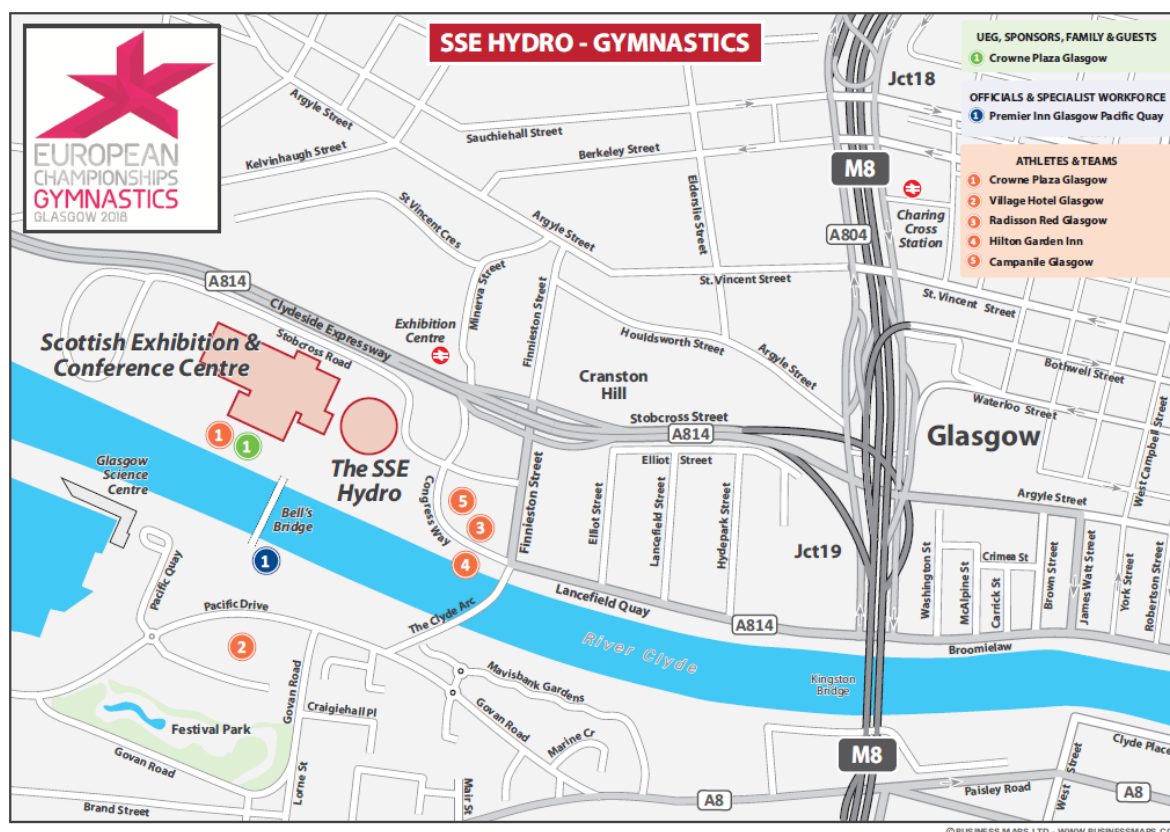 SSE HYDRO - GYMNASTICS
EUROPEAN
CHAMPIONSHIPS
GYMNASTICS
GLASGOW 2018
UEG, SPONSORS, FAMILY & GUESTS
1 Crowne Plaza Glasgow
OFFICIALS & SPECIALIST WORKFORCE
1 Premier Inn Glasgow Pacific Quay
ATHLETES & TEAMS
1 Crowne Plaza Glasgow
2 Village Hotel Glasgow
3 Radisson Red Glasgow
4 Hilton Garden Inn
5 Campanile Glasgow
Jct18
Argyle Street
Sauchiehall Street
Kelvinhaugh Street
Berkeley Street
M8
Elderslie Street
Charing
Cross
Station
St Vincent Cres
Argyle Street
A804
A814
Minerva Street
St. Vincent Street
St. Vincent Street
Clydeside Expressway
Finnieston Street
Exhibition
Centre
Stobcross Road
Houldsworth Street
Argyle Street
Scottish Exhibition &
Conference Centre
Bothwell Street
Cranston
Hill
Waterloo Street
West Campbell Street
Stobcross Street
A814
Glasgow
1
1
The SSE
Hydro
Elliot Street
Glasgow
Science
Centre
Congress Way
5
3
4
Finnieston Street
Elliot Street
Lancefield Street
Hydepark Street
Argyle Street
Bell's
Bridge
1
Jct19
Washington St
McAlpine St
Crimea St
Carrick St
Brown Street
James Watt Street
York Street
Robertson Street
Pacific Quay
Pacific Drive
The Clyde Arc
Lancefield Quay
A814
2
River Clyde
Broomielaw
Kingston
Bridge
Govan Road
Mavisbank Gardens
Craigiehall Pl
Govan Road
Festival Park
Marine Cr
Govan Road
M8
Clyde Place
West Street
Lorne St
Mair St
Brand Street
A8
Paisley Road
A8
©BUSINESS MAPS LTD - WWW.BUSINESSMAPS.CO